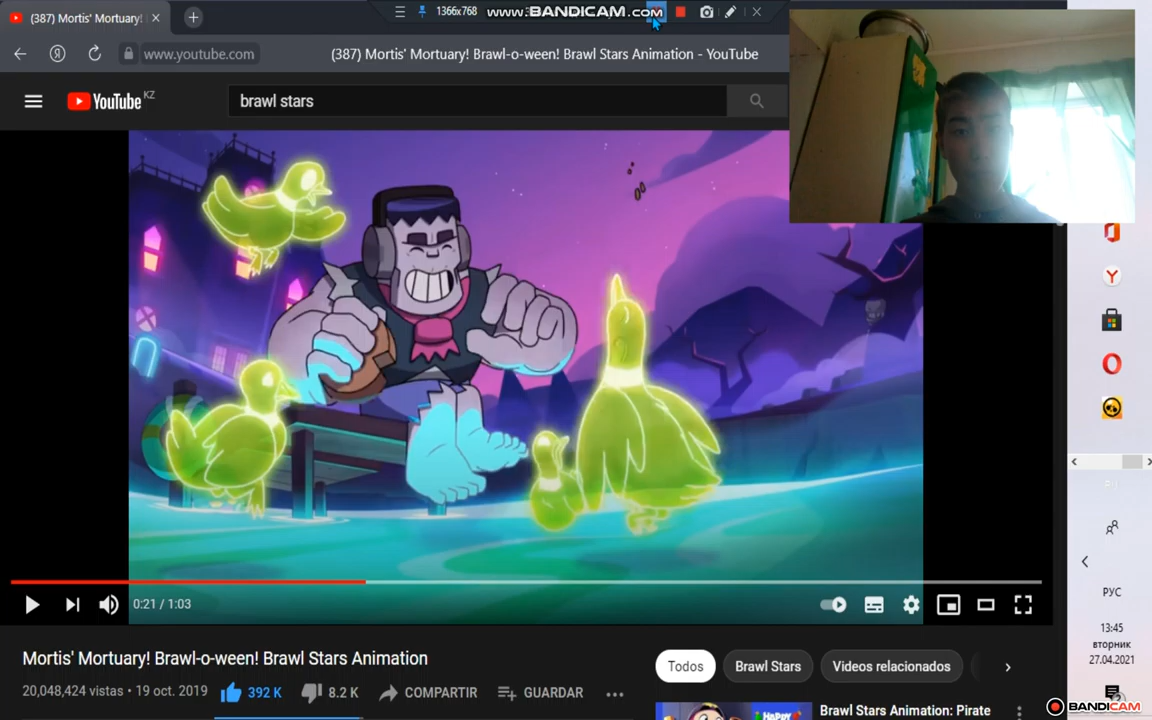 (387) Mortis' Mortuary!
1366x768
www.BANDICAM.com
www.youtube.com
(387) Mortis' Mortuary! Brawl-o-ween! Brawl Stars Animation - YouTube
YouTube KZ
brawl stars
0:21 / 1:03
Mortis' Mortuary! Brawl-o-ween! Brawl Stars Animation
20,048,424 vistas • 19 oct. 2019
392 K
8.2 K
COMPARTIR
GUARDAR
Todos
Brawl Stars
Videos relacionados
HAPPY
Brawl Stars Animation: Pirate
РУС
13:45
вторник
27.04.2021
BANDICAM